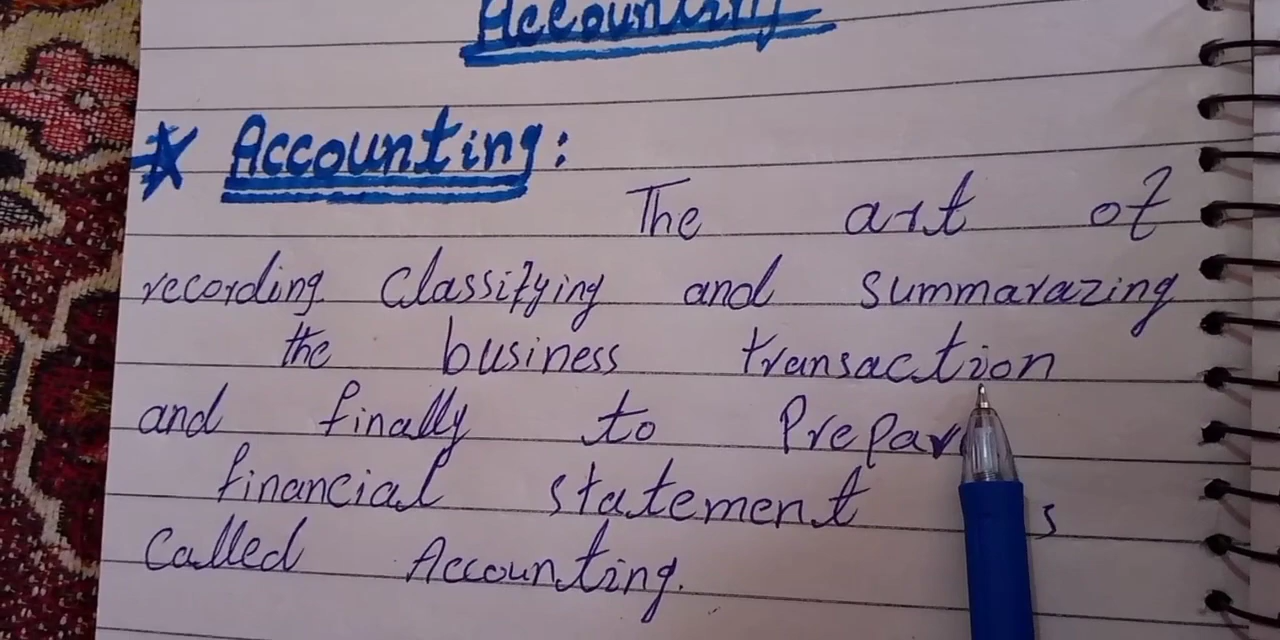 Accounting
* Accounting:
The art of
recording classifying and summarazing
the business transaction
and finally to Prepar
financial statement s
Called Accounting.